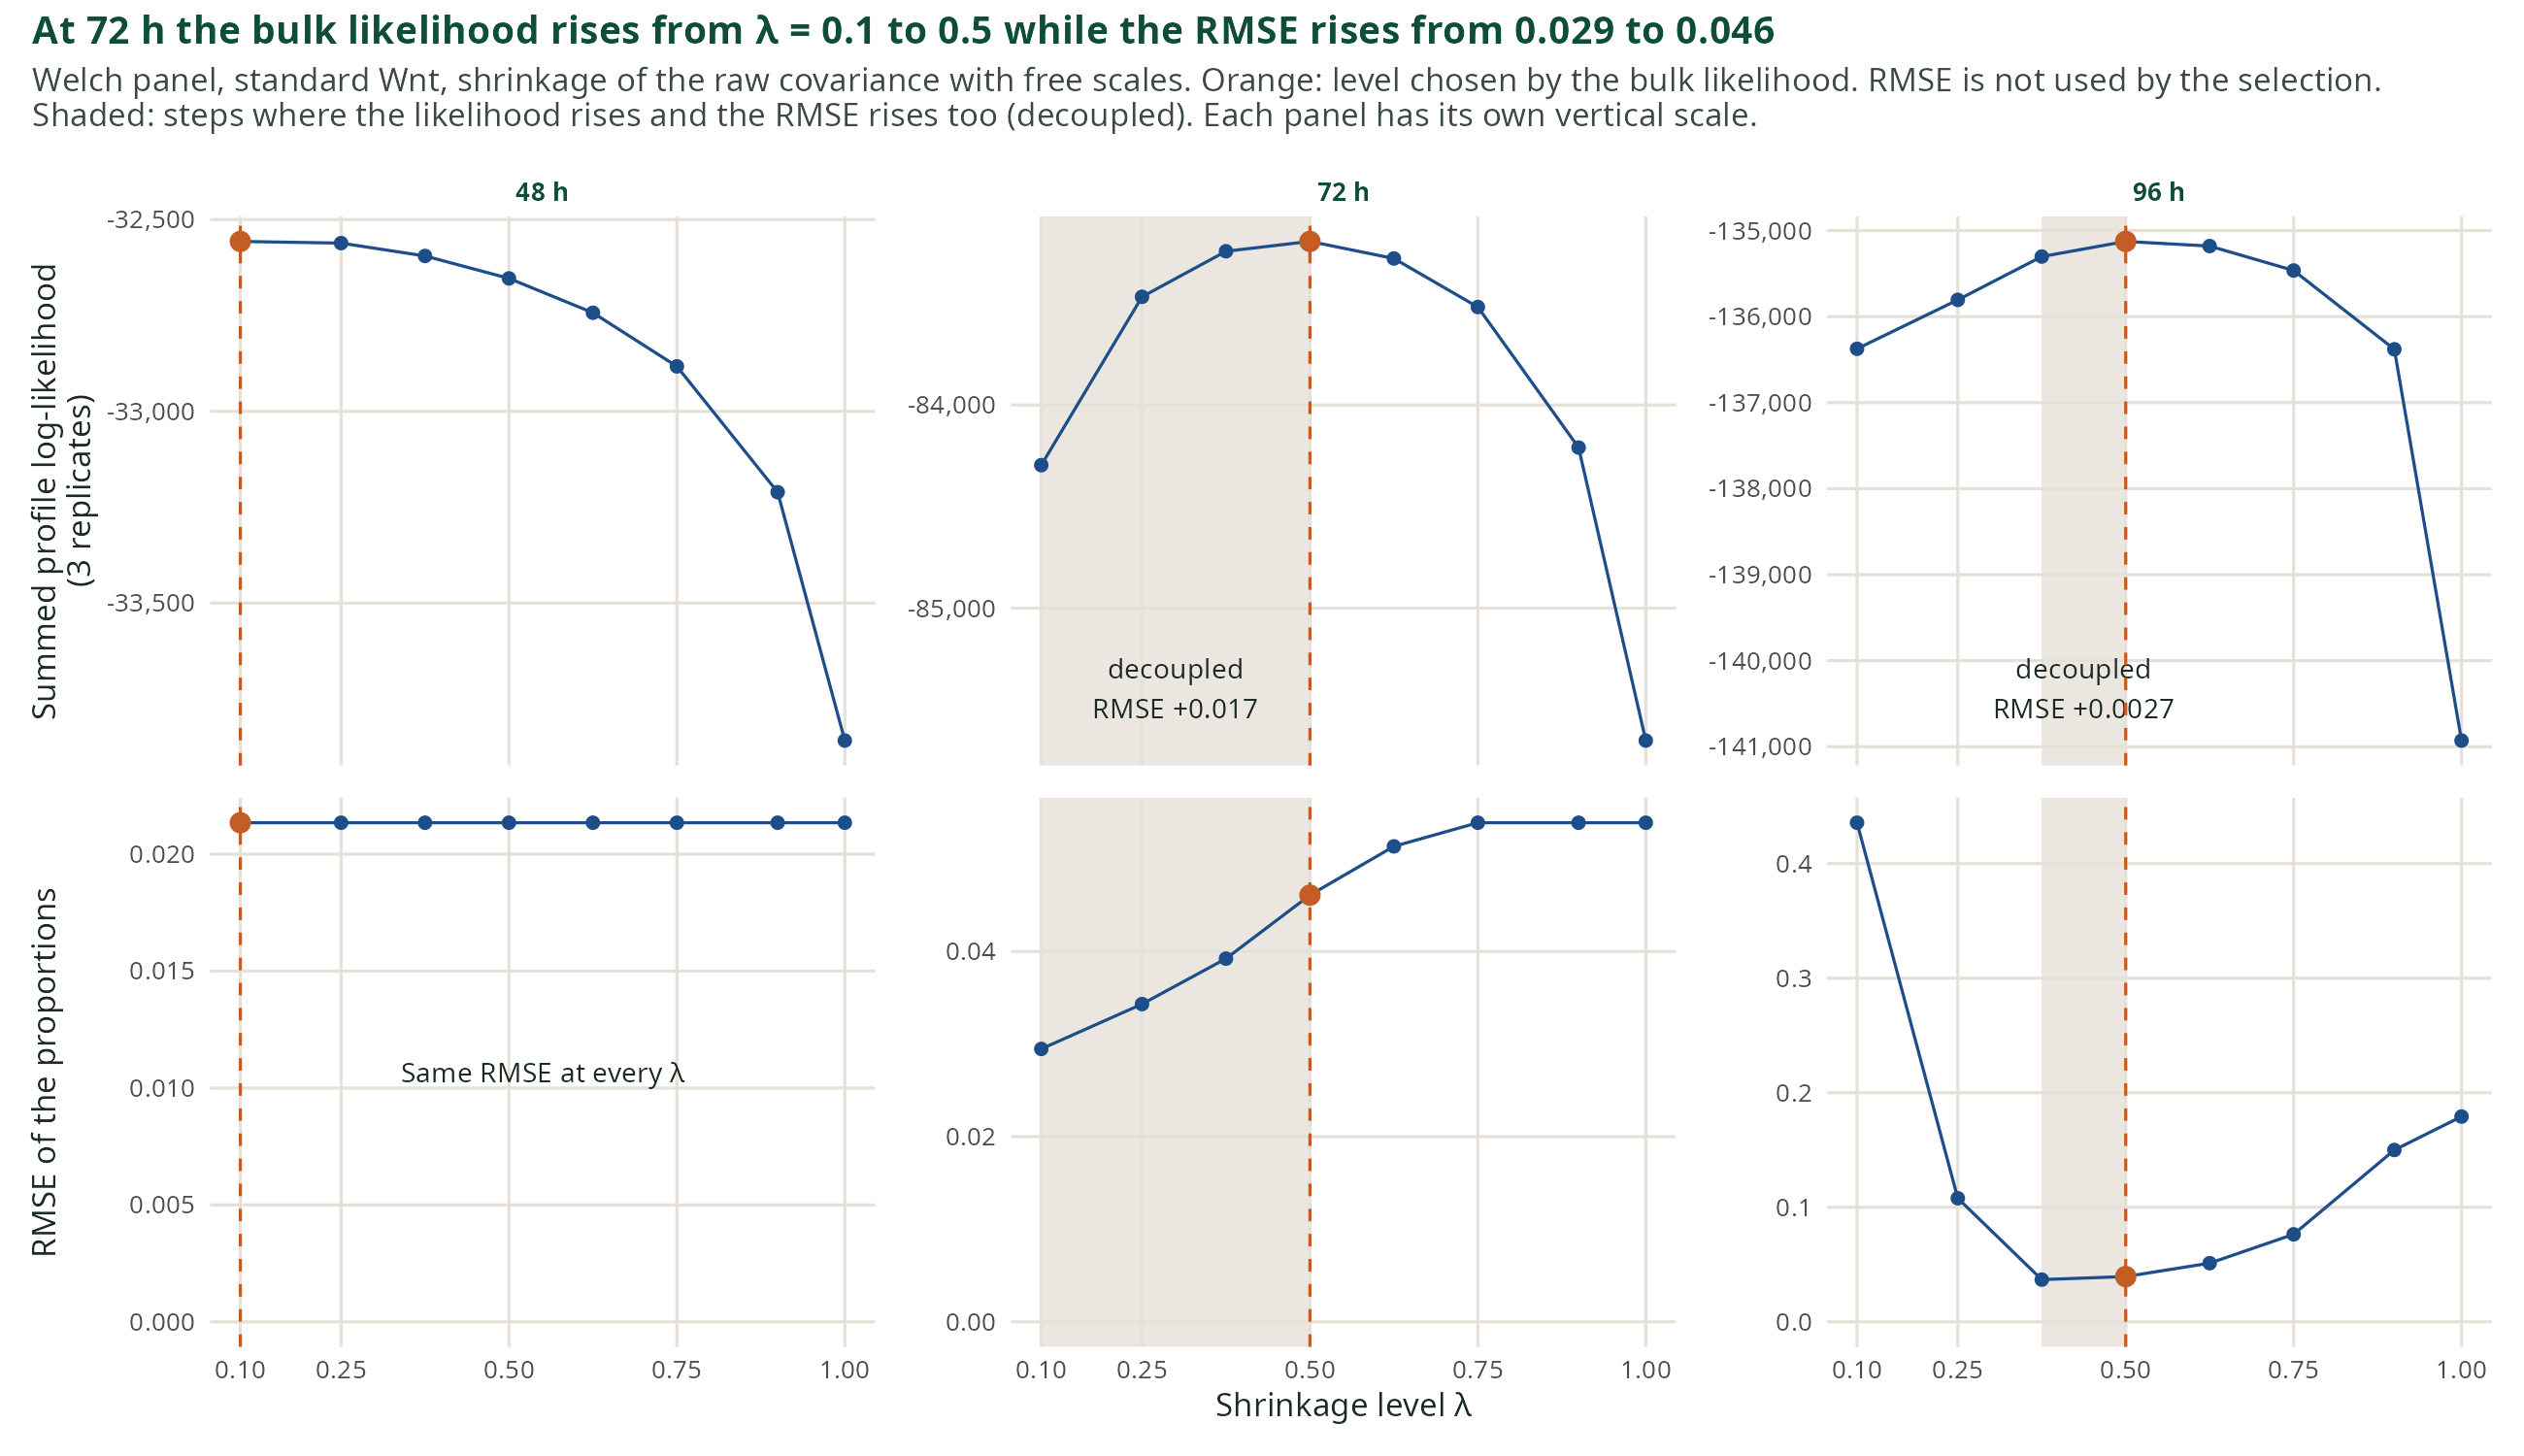 At 72 h the bulk likelihood rises from λ = 0.1 to 0.5 while the RMSE rises from 0.029 to 0.046
Welch panel, standard Wnt, shrinkage of the raw covariance with free scales. Orange: level chosen by the bulk likelihood. RMSE is not used by the selection.
Shaded: steps where the likelihood rises and the RMSE rises too (decoupled). Each panel has its own vertical scale.
48 h
72 h
96 h
Summed profile log-likelihood
(3 replicates)
-32,500
-33,000
-33,500
-84,000
-85,000
decoupled
RMSE +0.017
-135,000
-136,000
-137,000
-138,000
-139,000
-140,000
-141,000
decoupled
RMSE +0.0027
RMSE of the proportions
0.020
0.015
0.010
0.005
0.000
Same RMSE at every λ
0.04
0.02
0.00
0.4
0.3
0.2
0.1
0.0
0.10 0.25 0.50 0.75 1.00
0.10 0.25 0.50 0.75 1.00
0.10 0.25 0.50 0.75 1.00
Shrinkage level λ